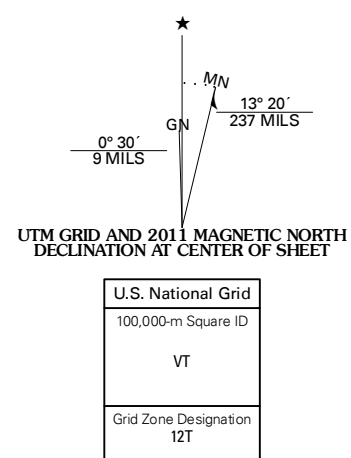 ★
MN
GN
13° 20´
237 MILS
0° 30´
9 MILS
UTM GRID AND 2011 MAGNETIC NORTH
DECLINATION AT CENTER OF SHEET
U.S. National Grid
100,000-m Square ID
VT
Grid Zone Designation
12T